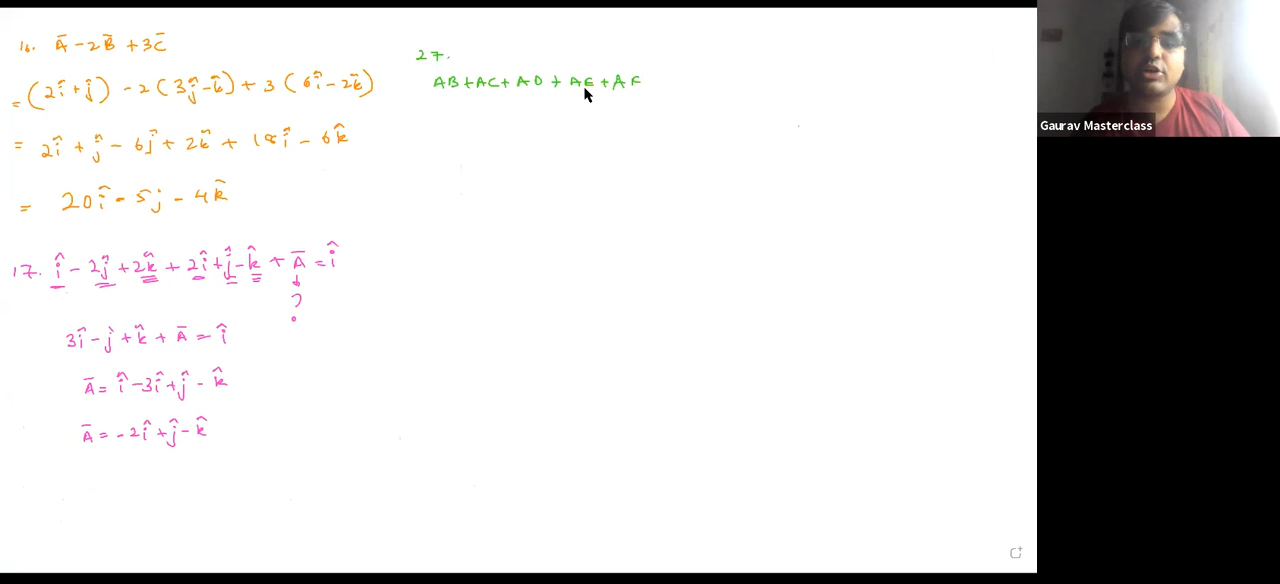 16. A̅ - 2B̅ + 3C̅
= (2î + ĵ) - 2(3ĵ - k̂) + 3(6î - 2k̂)
= 2î + ĵ - 6ĵ + 2k̂ + 18î - 6k̂
= 20î - 5j - 4k̂
17. î - 2ĵ + 2k̂ + 2î + ĵ - k̂ + A̅ = î
↓
?
3î - ĵ + k̂ + A̅ = î
A̅ = î - 3î + ĵ - k̂
A̅ = -2î + ĵ - k̂
27.
AB + AC + AD + AE + AF
Gaurav Masterclass